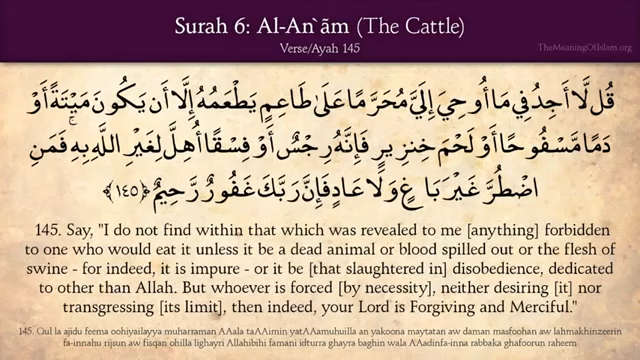 Surah 6: Al-An`ãm (The Cattle)
Verse/Ayah 145
TheMeaningOfIslam.org
قُل لَّا أَجِدُ فِي مَا أُوحِيَ إِلَيَّ مُحَرَّمًا عَلَىٰ طَاعِمٍ يَطْعَمُهُ إِلَّا أَن يَكُونَ مَيْتَةً أَوْ
دَمًا مَّسْفُوحًا أَوْ لَحْمَ خِنزِيرٍ فَإِنَّهُ رِجْسٌ أَوْ فِسْقًا أُهِلَّ لِغَيْرِ اللَّهِ بِهِ ۚ فَمَنِ
اضْطُرَّ غَيْرَ بَاغٍ وَلَا عَادٍ فَإِنَّ رَبَّكَ غَفُورٌ رَّحِيمٌ ﴿١٤٥﴾
145. Say, "I do not find within that which was revealed to me [anything] forbidden
to one who would eat it unless it be a dead animal or blood spilled out or the flesh of
swine - for indeed, it is impure - or it be [that slaughtered in] disobedience, dedicated
to other than Allah. But whoever is forced [by necessity], neither desiring [it] nor
transgressing [its limit], then indeed, your Lord is Forgiving and Merciful."
145. Qul la ajidu feema oohiyailayya muharraman AAala taAAimin yatAAamuhuilla an yakoona maytatan aw daman masfoohan aw lahmakhinzeerin
fa-innahu rijsun aw fisqan ohilla lighayri Allahibihi famani idturra ghayra baghin wala AAadinfa-inna rabbaka ghafoorun raheem